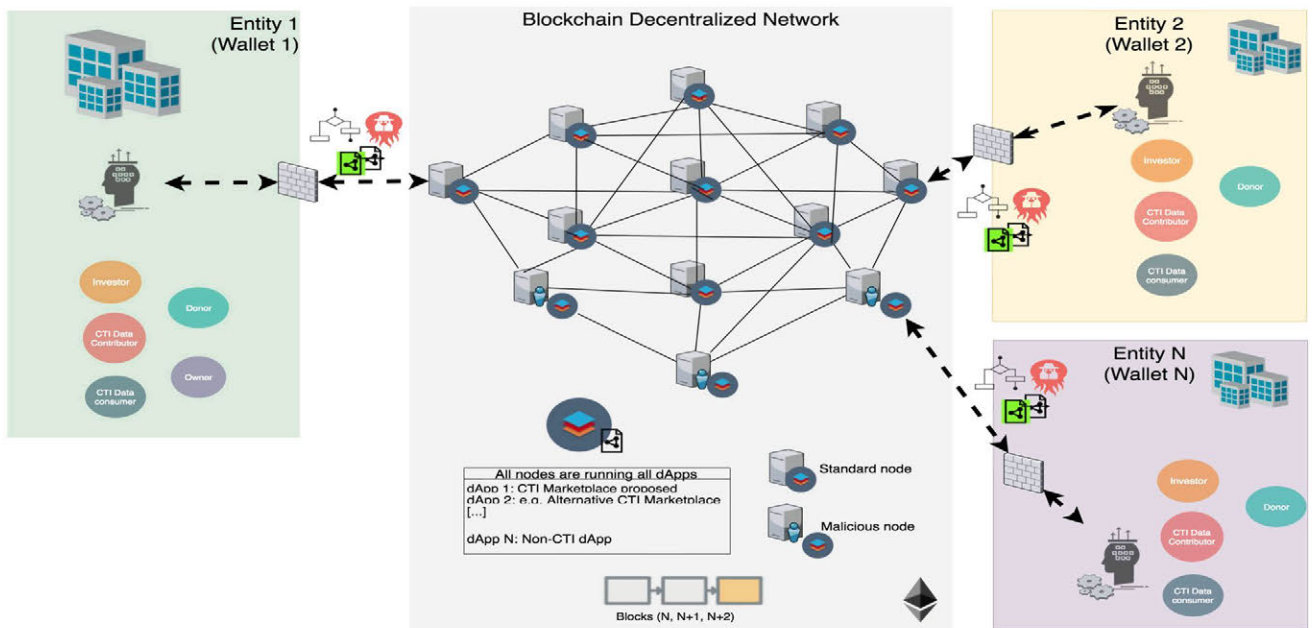 Entity 1
(Wallet 1)
Investor
Donor
CTI Data
Contributor
Owner
CTI Data
consumer
Blockchain Decentralized Network
All nodes are running all dApps
dApp 1: CTI Marketplace proposed
dApp 2: e.g. Alternative CTI Marketplace
[...]
dApp N: Non-CTI dApp
Standard node
Malicious node
Blocks (N, N+1, N+2)
Entity 2
(Wallet 2)
Investor
Donor
CTI Data
Contributor
CTI Data
consumer
Entity N
(Wallet N)
Investor
Donor
CTI Data
Contributor
CTI Data
consumer